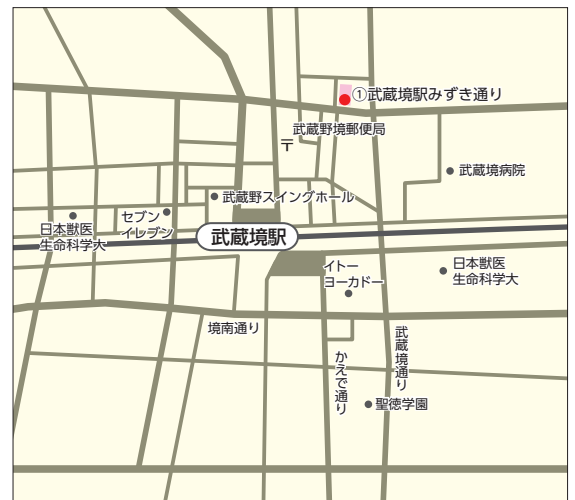 ①武蔵境駅みずき通り
武蔵野境郵便局
〒
武蔵境病院
武蔵野スイングホール
セブン
イレブン
日本獣医
生命科学大
武蔵境駅
イトー
ヨーカドー
日本獣医
生命科学大
境南通り
武蔵境通り
かえで通り
聖徳学園